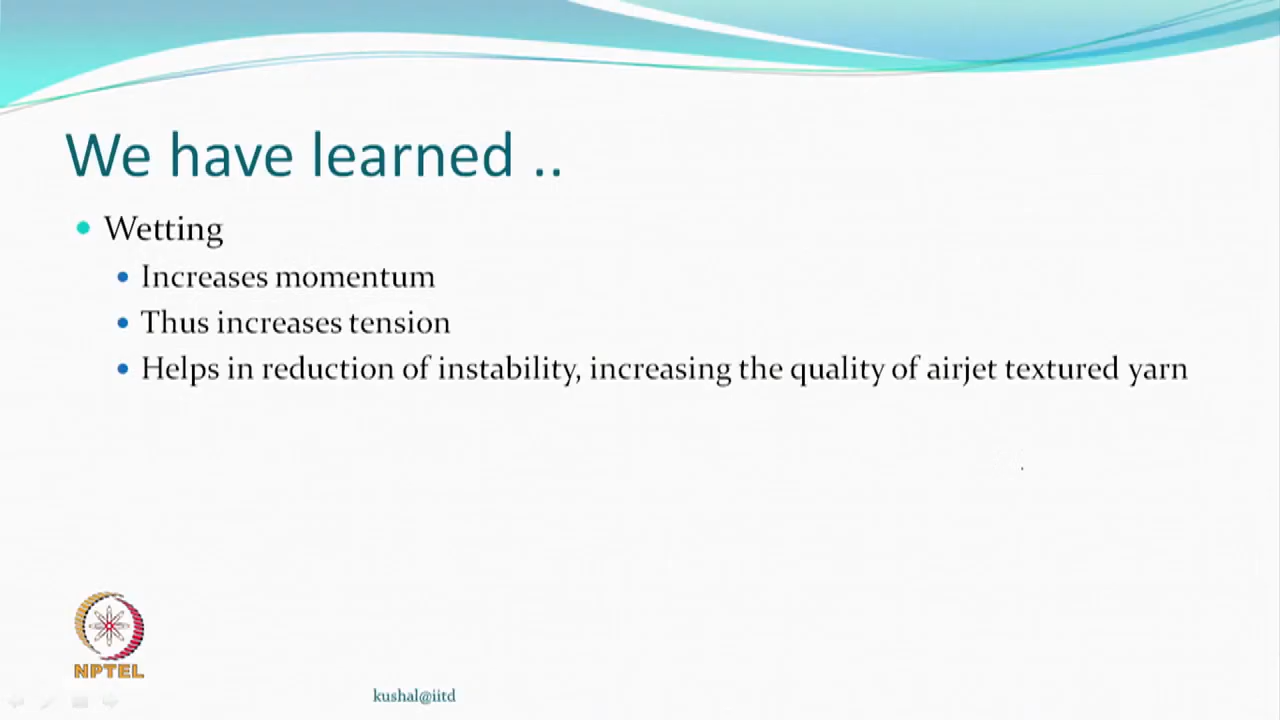 We have learned ..
Wetting
Increases momentum
Thus increases tension
Helps in reduction of instability, increasing the quality of airjet textured yarn
NPTEL
kushal@iitd